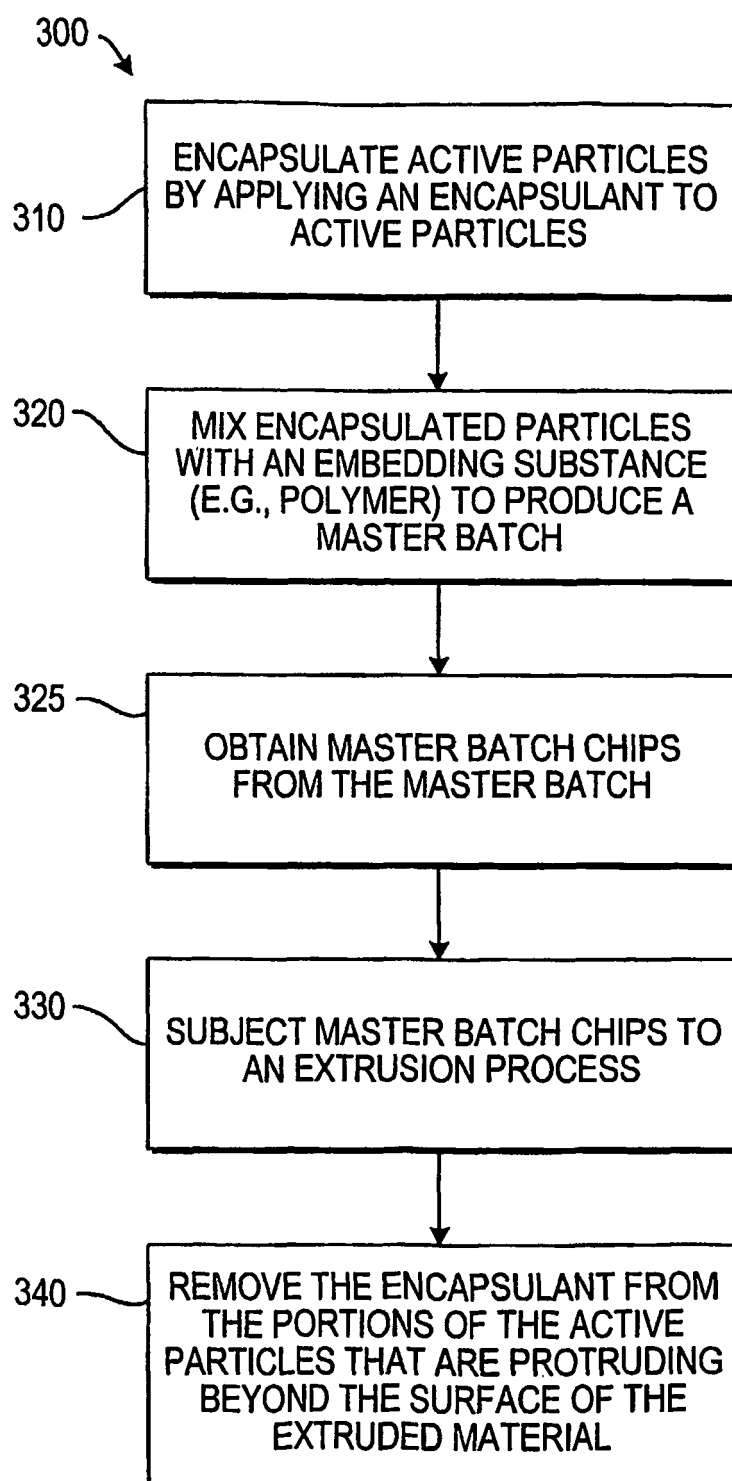 300
310
ENCAPSULATE ACTIVE PARTICLES
BY APPLYING AN ENCAPSULANT TO
ACTIVE PARTICLES
320
MIX ENCAPSULATED PARTICLES
WITH AN EMBEDDING SUBSTANCE
(E.G., POLYMER) TO PRODUCE A
MASTER BATCH
325
OBTAIN MASTER BATCH CHIPS
FROM THE MASTER BATCH
330
SUBJECT MASTER BATCH CHIPS TO
AN EXTRUSION PROCESS
340
REMOVE THE ENCAPSULANT FROM
THE PORTIONS OF THE ACTIVE
PARTICLES THAT ARE PROTRUDING
BEYOND THE SURFACE OF THE
EXTRUDED MATERIAL